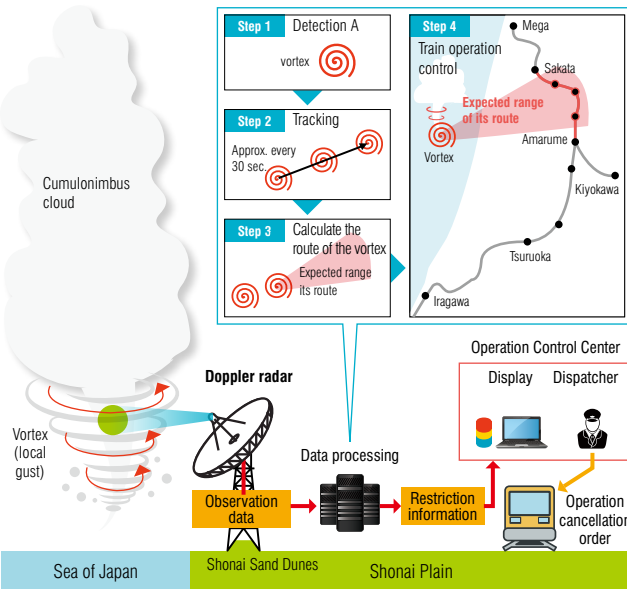 Step 1
Detection A
vortex
Step 2
Tracking
Approx. every
30 sec.
Step 3
Calculate the
route of the vortex
Expected range
its route
Step 4
Train operation
control
Mega
Sakata
Expected range
of its route
Amarume
Vortex
Kiyokawa
Tsuruoka
Iragawa
Cumulonimbus
cloud
Operation Control Center
Display
Dispatcher
Doppler radar
Vortex
(local
gust)
Data processing
Observation
data
Restriction
information
Operation
cancellation
order
Shonai Sand Dunes
Sea of Japan
Shonai Plain